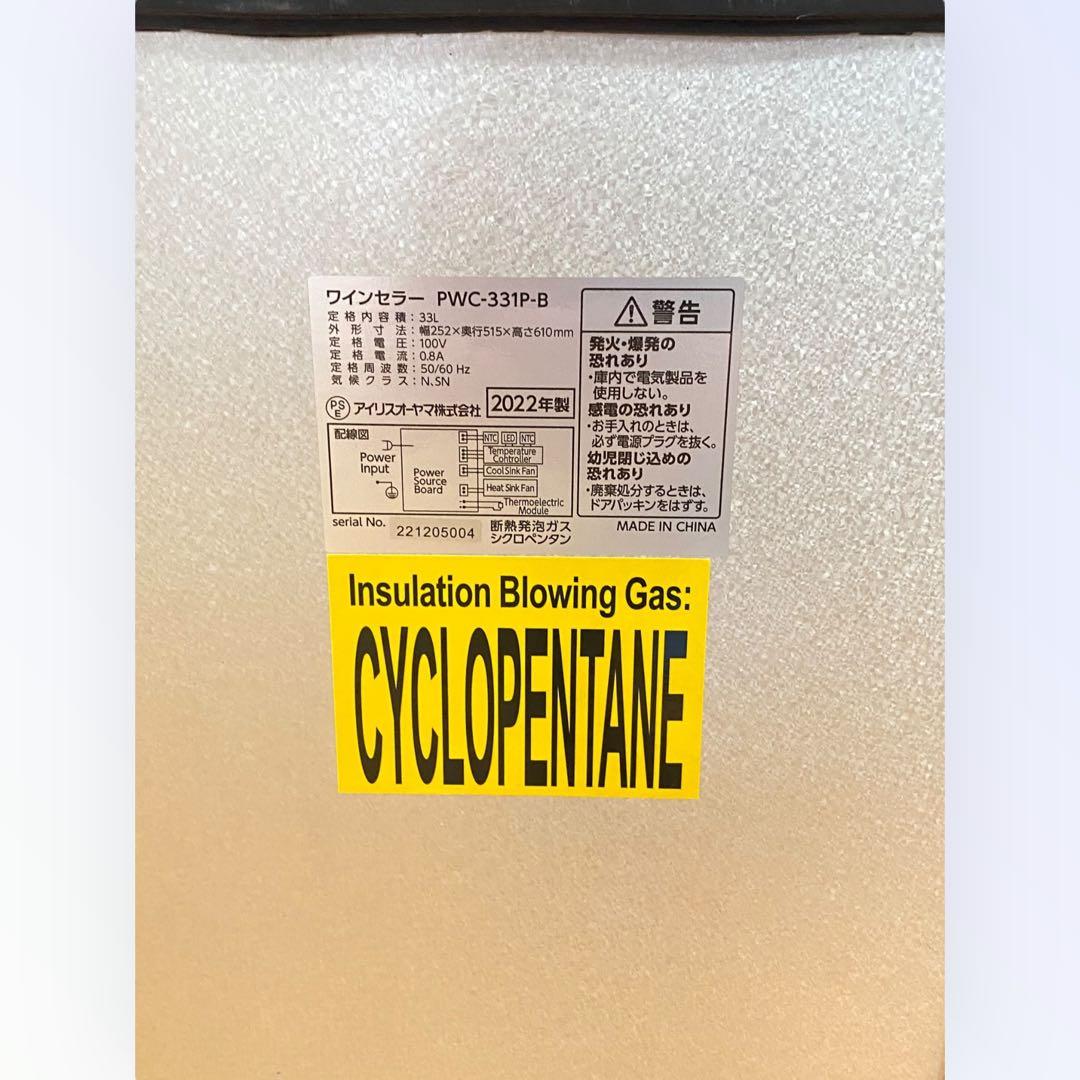 ワインセラー PWC-331P-B
定格内容積：33L
外形寸法：幅252×奥行515×高さ610mm
定格電圧：100V
定格電流：0.8A
定格周波数：50/60 Hz
気候クラス：N、SN
PSE アイリスオーヤマ株式会社 2022年製
配線図
Power
Input
Power
Source
Board
NTC LED NTC
Temperature
Controller
Cool Sink Fan
Heat Sink Fan
Thermoelectric
Module
serial No. 221205004
断熱発泡ガス
シクロペンタン
警告
発火・爆発の
恐れあり
・庫内で電気製品を
使用しない。
感電の恐れあり
・お手入れのときは、
必ず電源プラグを抜く。
幼児閉じ込めの
恐れあり
・廃棄処分するときは、
ドアパッキンをはずす。
MADE IN CHINA
Insulation Blowing Gas:
CYCLOPENTANE